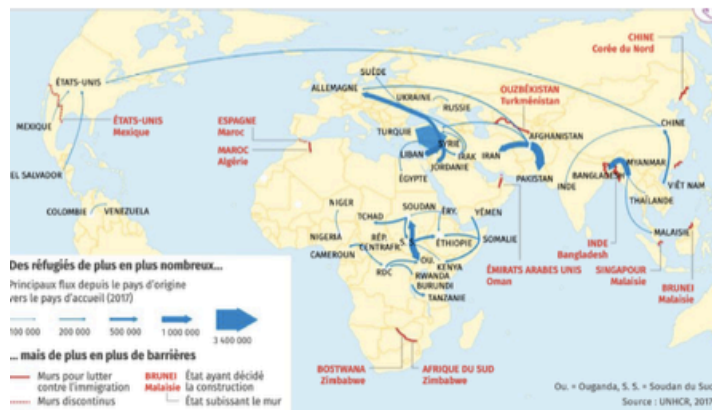 CHINE
Corée du Nord
SUÈDE
ALLEMAGNE
ÉTATS-UNIS
UKRAINE
RUSSIE
OUZBÉKISTAN
Turkménistan
CHINE
MEXIQUE
ÉTATS-UNIS
Mexique
ESPAGNE
Maroc
TURQUIE
SYRIE
AFGHANISTAN
MAROC
Algérie
LIBAN
IRAK
IRAN
JORDANIE
EL SALVADOR
ÉGYPTE
PAKISTAN
INDE
BANGLADESH
MYANMAR
VIÊT NAM
COLOMBIE
VENEZUELA
NIGER
TCHAD
SOUDAN
ÉRY.
YÉMEN
THAÏLANDE
NIGERIA
RÉP.
CENTRAFR.
S. S.
ÉTHIOPIE
SOMALIE
INDE
Bangladesh
MALAISIE
CAMEROUN
OU.
KENYA
ÉMIRATS ARABES UNIS
Oman
SINGAPOUR
Malaisie
RDC
RWANDA
BURUNDI
TANZANIE
BRUNEI
Malaisie
BOSTWANA
Zimbabwe
AFRIQUE DU SUD
Zimbabwe
Des réfugiés de plus en plus nombreux...
Principaux flux depuis le pays d'origine
vers le pays d'accueil (2017)
100 000
200 000
500 000
1 000 000
3 400 000
... mais de plus en plus de barrières
Murs pour lutter
contre l'immigration
Murs discontinus
BRUNEI
Malaisie
État ayant décidé
la construction
État subissant le mur
Ou. = Ouganda, S. S. = Soudan du Sud
Source : UNHCR, 2017